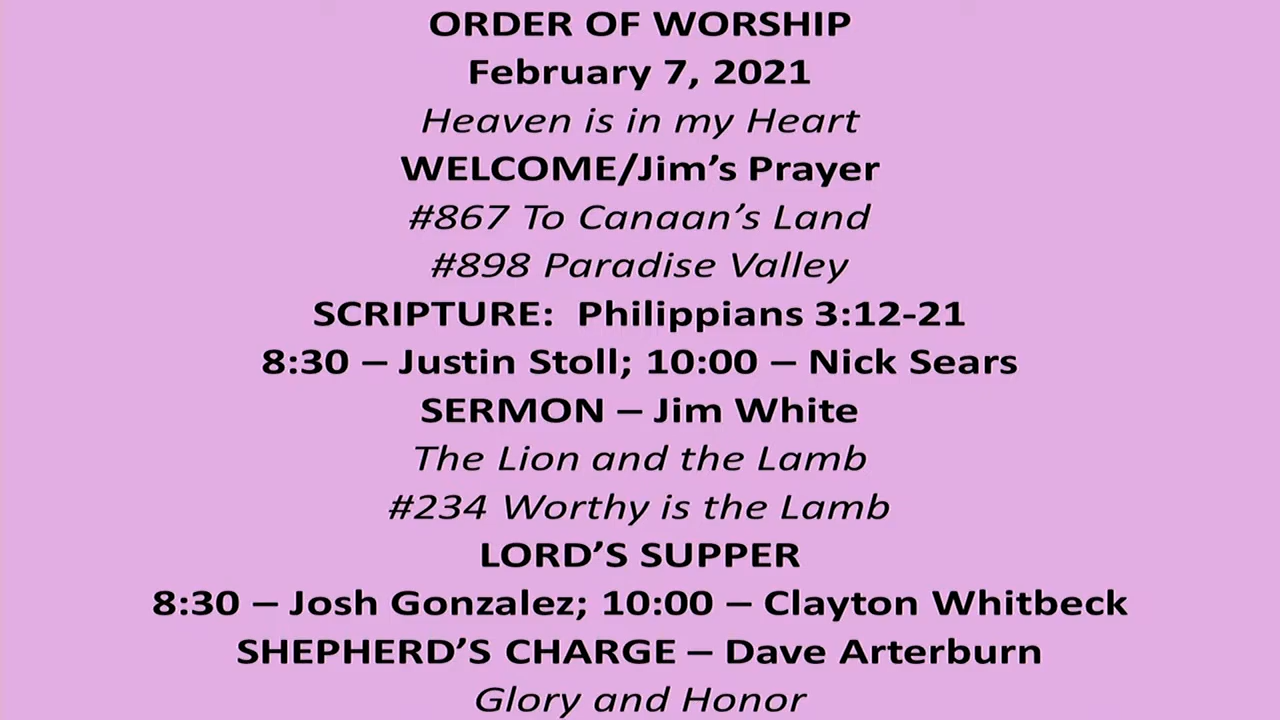 ORDER OF WORSHIP
February 7, 2021
Heaven is in my Heart
WELCOME/Jim’s Prayer
#867 To Canaan’s Land
#898 Paradise Valley
SCRIPTURE:  Philippians 3:12-21
8:30 – Justin Stoll; 10:00 – Nick Sears
SERMON – Jim White
The Lion and the Lamb
#234 Worthy is the Lamb
LORD’S SUPPER
8:30 – Josh Gonzalez; 10:00 – Clayton Whitbeck
SHEPHERD’S CHARGE – Dave Arterburn
Glory and Honor